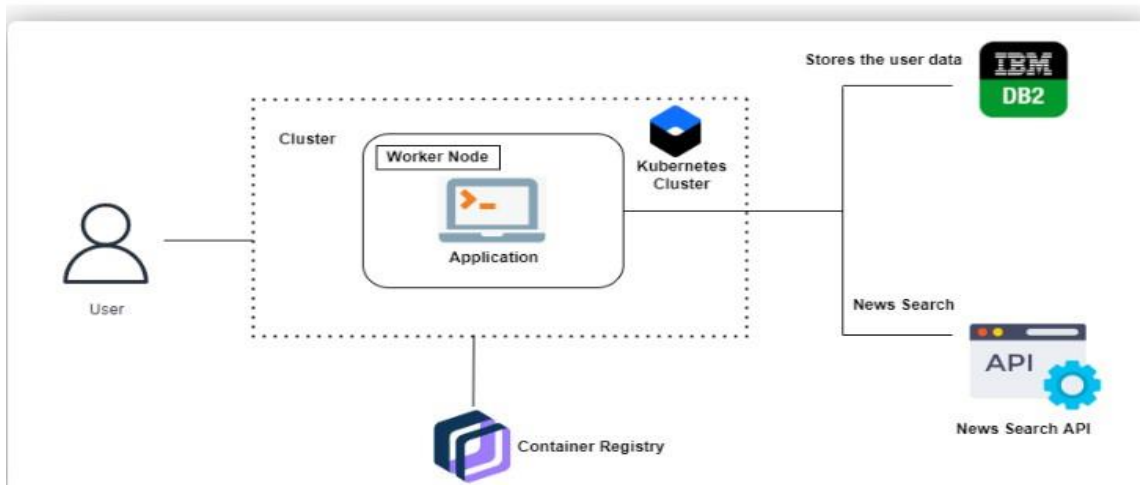 Stores the user data
IBM
DB2
Cluster
Worker Node
Kubernetes
Cluster
Application
User
News Search
API
Container Registry
News Search API